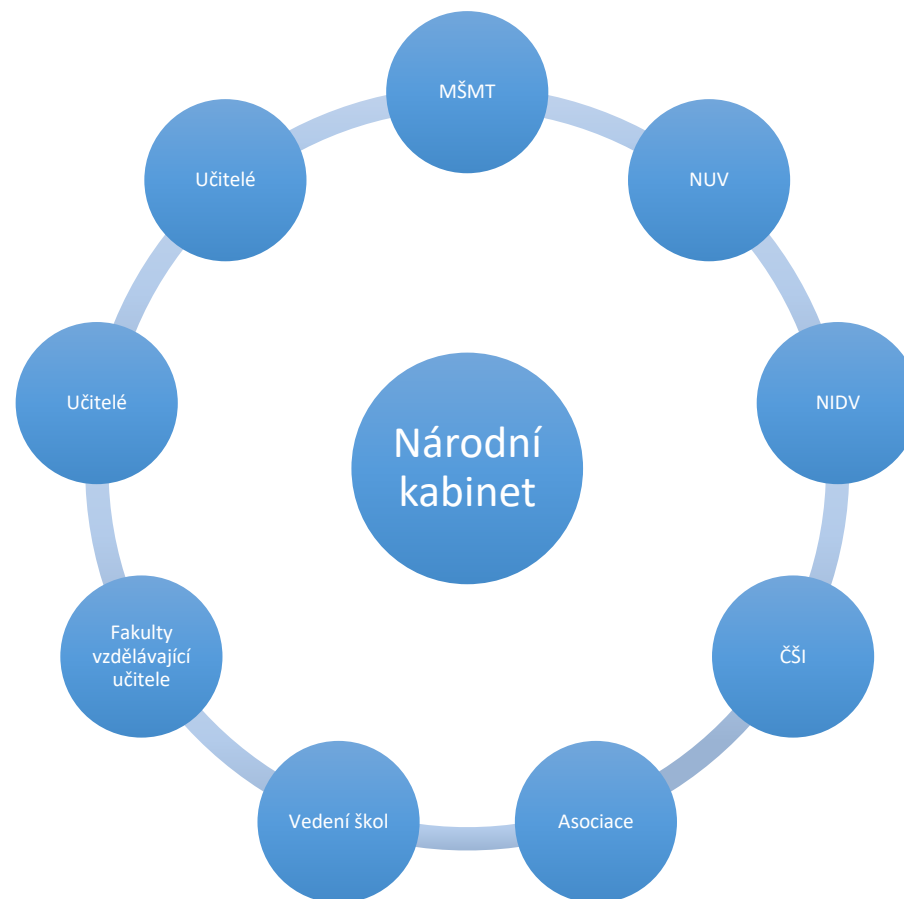 MŠMT
NUV
NIDV
ČŠI
Asociace
Vedení škol
Fakulty
vzdělávající
učitele
Učitelé
Učitelé
Národní
kabinet